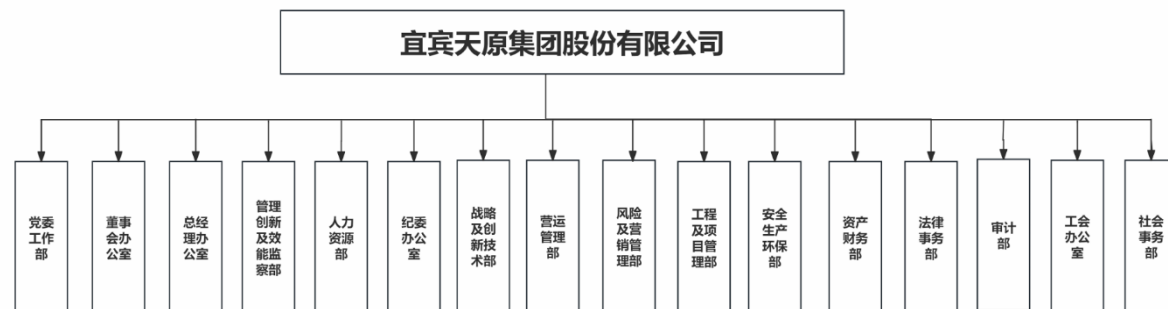 宜宾天原集团股份有限公司
党委
工作
部
董事
会办
公室
总经
理办
公室
管理
创新
及效
能监
察部
人力
资源
部
纪委
办公
室
战略
及创
新技
术部
营运
管理
部
风险
及营
销管
理部
工程
及项
目管
理部
安全
生产
环保
部
资产
财务
部
法律
事务
部
审计
部
工会
办公
室
社会
事务
部